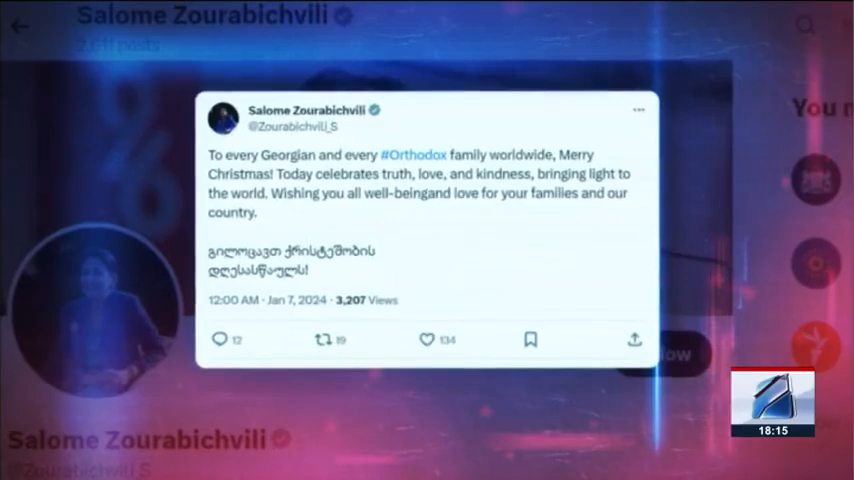 Salome Zourabichvili
2,611 posts
Salome Zourabichvili
@Zourabichvili_S
To every Georgian and every #Orthodox family worldwide, Merry
Christmas! Today celebrates truth, love, and kindness, bringing light to
the world. Wishing you all well-beingand love for your families and our
country.
გილოცავთ ქრისტეშობის
დღესასწაულს!
12:00 AM · Jan 7, 2024 · 3,207 Views
12 19 134
You m
low
18:15
Salome Zourabichvili
@Zourabichvili_S